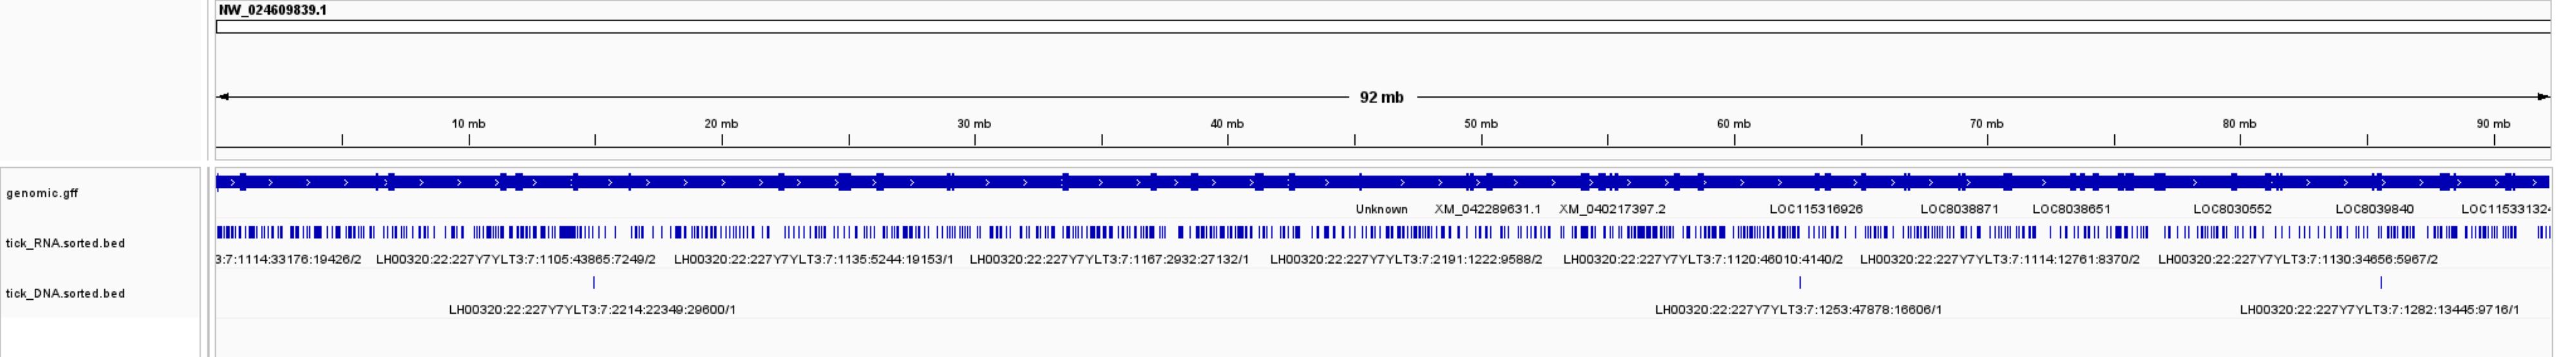 NW_024609839.1
92 mb
10 mb 20 mb 30 mb 40 mb 50 mb 60 mb 70 mb 80 mb 90 mb
genomic.gff
Unknown XM_042289631.1 XM_040217397.2 LOC115316926 LOC8038871 LOC8038651 LOC8030552 LOC8039840 LOC115331324
tick_RNA.sorted.bed
3:7:1114:33176:19426/2 LH00320:22:227Y7YLT3:7:1105:43865:7249/2 LH00320:22:227Y7YLT3:7:1135:5244:19153/1 LH00320:22:227Y7YLT3:7:1167:2932:27132/1 LH00320:22:227Y7YLT3:7:2191:1222:9588/2 LH00320:22:227Y7YLT3:7:1120:46010:4140/2 LH00320:22:227Y7YLT3:7:1114:12761:8370/2 LH00320:22:227Y7YLT3:7:1130:34656:5967/2
tick_DNA.sorted.bed
LH00320:22:227Y7YLT3:7:2214:22349:29600/1 LH00320:22:227Y7YLT3:7:1253:47878:16606/1 LH00320:22:227Y7YLT3:7:1282:13445:9716/1